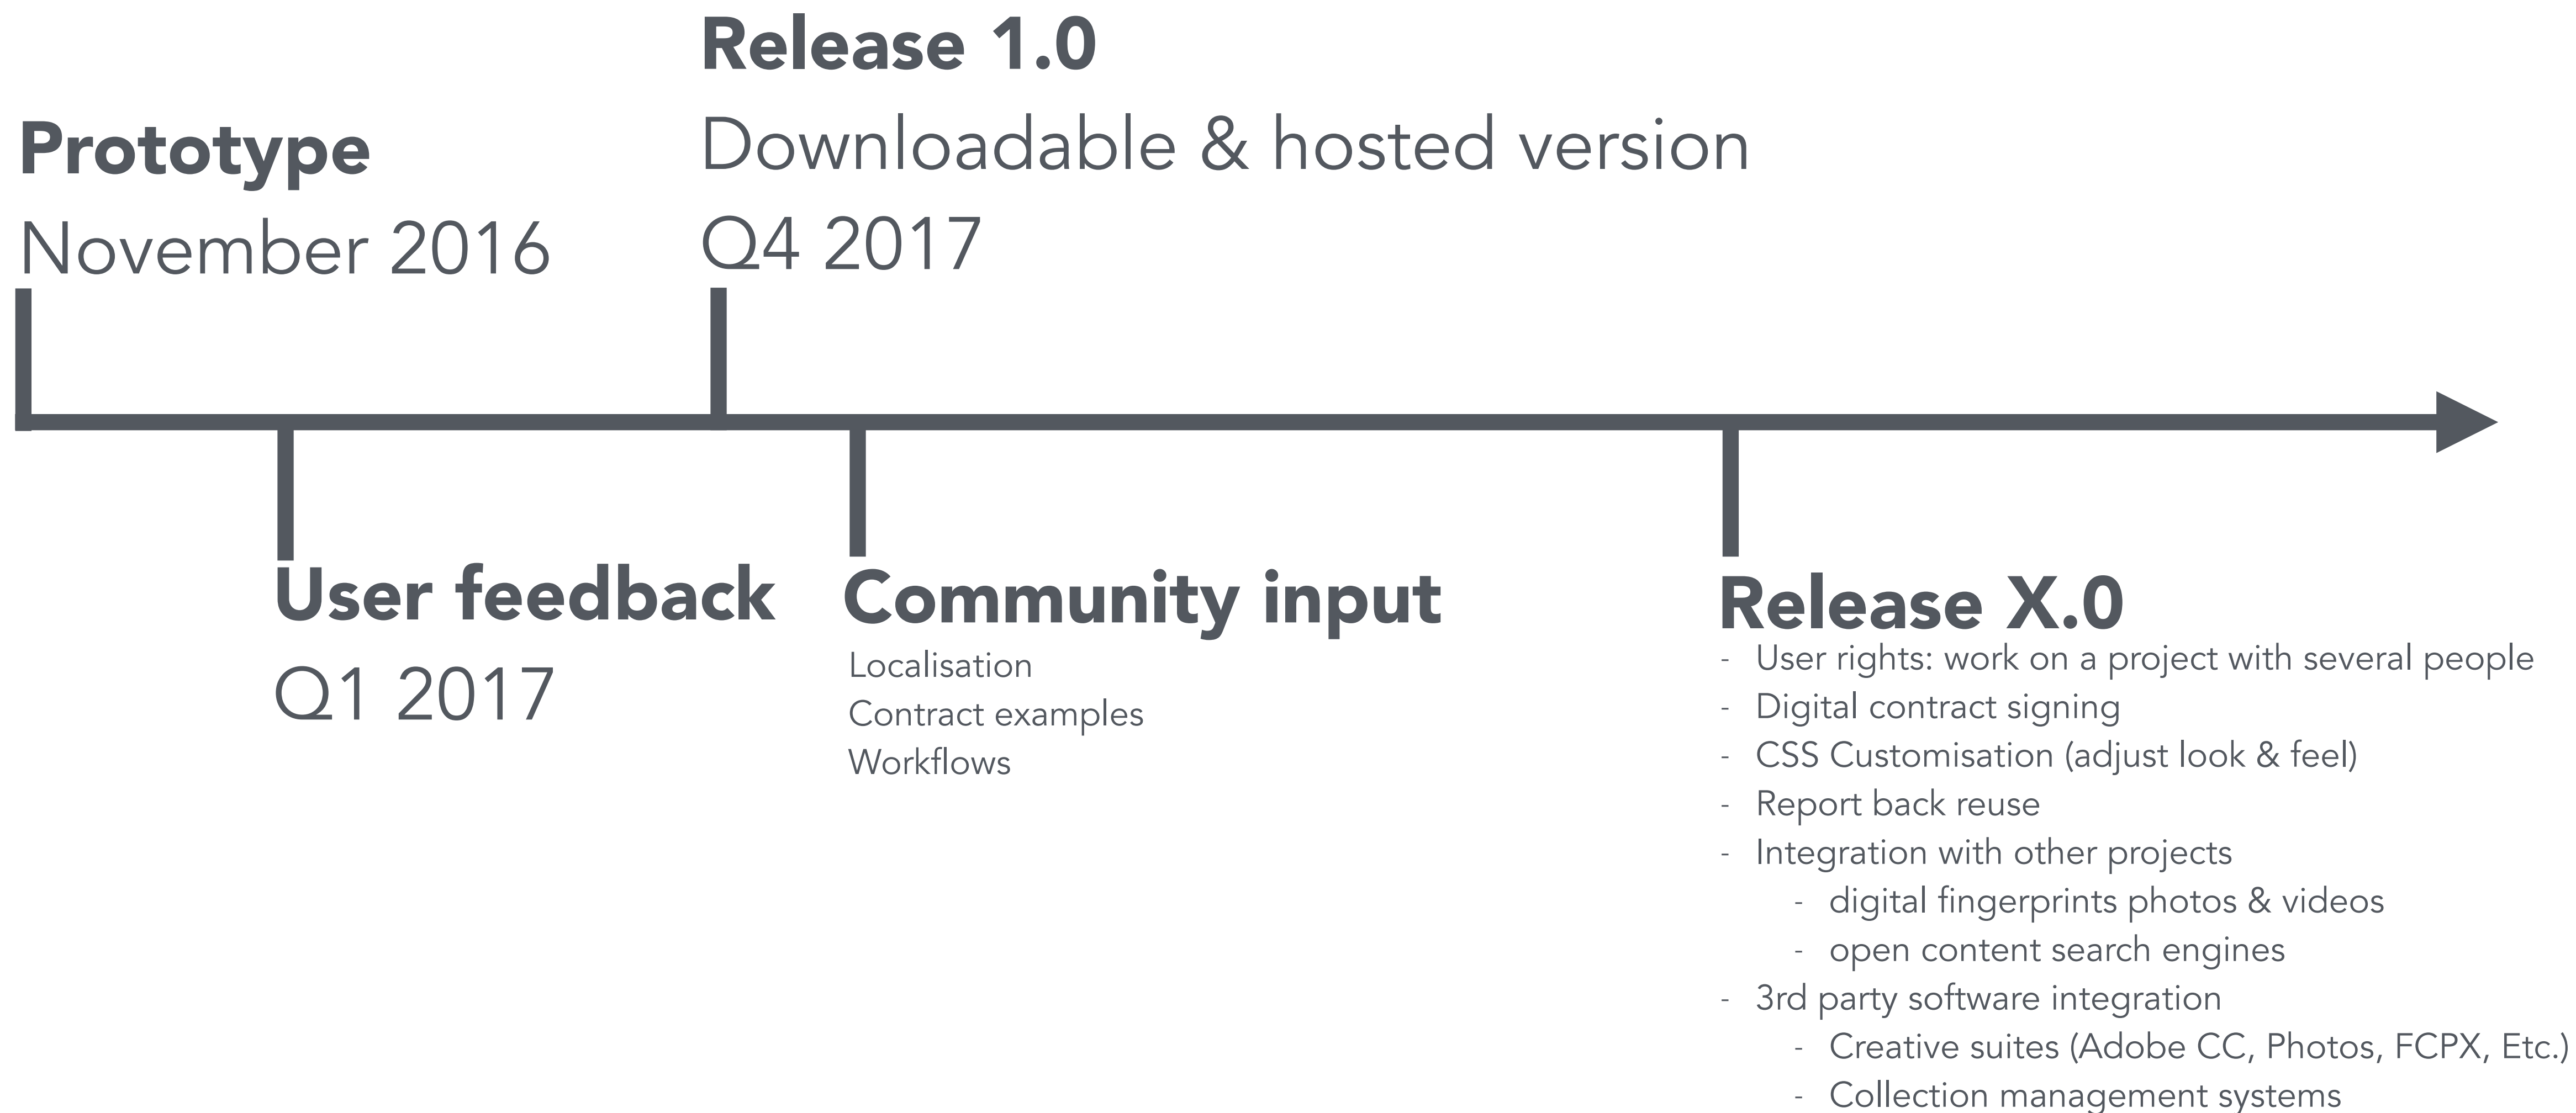 Prototype
November 2016
Release 1.0
Downloadable & hosted version
Q4 2017
User feedback
Q1 2017
Community input
Localisation
Contract examples
Workflows
Release X.0
- User rights: work on a project with several people
- Digital contract signing
- CSS Customisation (adjust look & feel)
- Report back reuse
- Integration with other projects
- digital fingerprints photos & videos
- open content search engines
- 3rd party software integration
- Creative suites (Adobe CC, Photos, FCPX, Etc.)
- Collection management systems